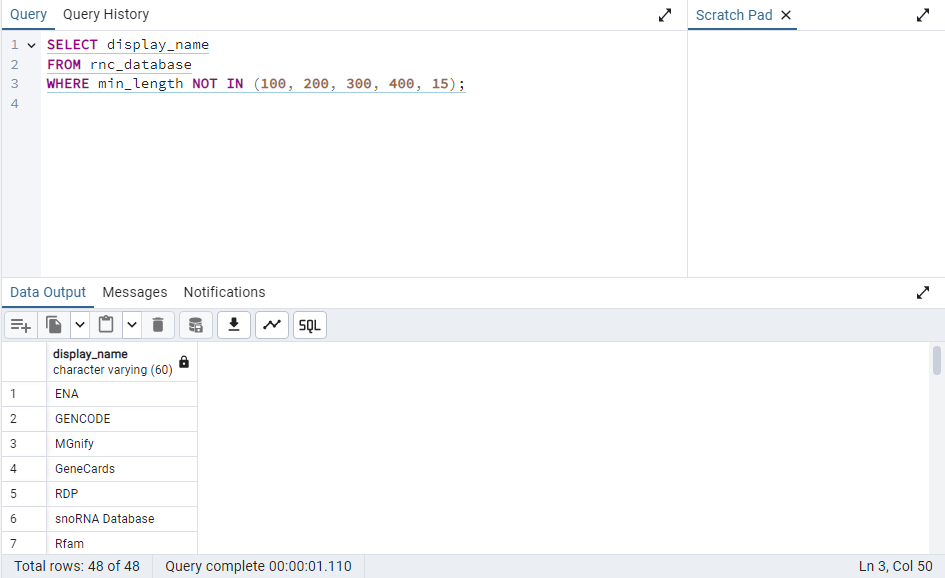 Query Query History
Scratch Pad
1 SELECT display_name
2 FROM rnc_database
3 WHERE min_length NOT IN (100, 200, 300, 400, 15);
4
Data Output Messages Notifications
SQL
display_name
character varying (60)
1 ENA
2 GENCODE
3 MGnify
4 GeneCards
5 RDP
6 snoRNA Database
7 Rfam
Total rows: 48 of 48 Query complete 00:00:01.110 Ln 3, Col 50